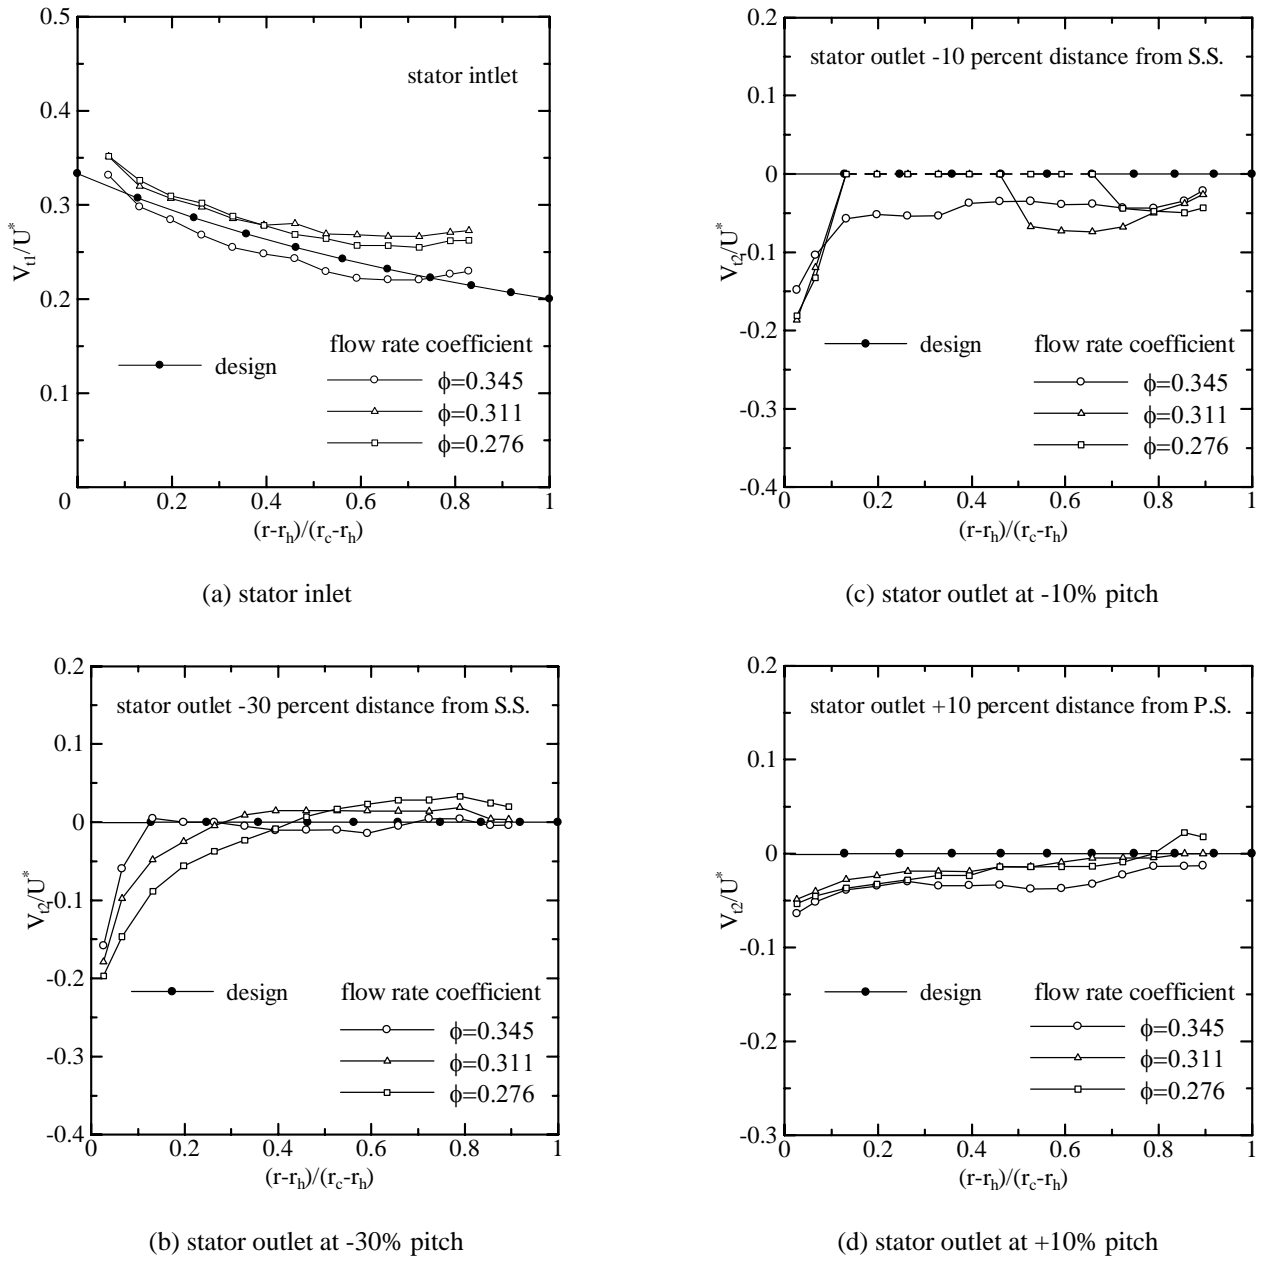 0.5
0.4
0.3
0.2
0.1
0
0.2
0.4
0.6
0.8
1
V_t1/U*
(r-r_h)/(r_c-r_h)
stator intlet
design
flow rate coefficient
ϕ=0.345
ϕ=0.311
ϕ=0.276
(a) stator inlet
0.2
0.1
0
-0.1
-0.2
-0.3
-0.4
0
0.2
0.4
0.6
0.8
1
V_t2/U*
(r-r_h)/(r_c-r_h)
stator outlet -10 percent distance from S.S.
design
flow rate coefficient
ϕ=0.345
ϕ=0.311
ϕ=0.276
(c) stator outlet at -10% pitch
0.2
0.1
0
-0.1
-0.2
-0.3
-0.4
0
0.2
0.4
0.6
0.8
1
V_t2/U*
(r-r_h)/(r_c-r_h)
stator outlet -30 percent distance from S.S.
design
flow rate coefficient
ϕ=0.345
ϕ=0.311
ϕ=0.276
(b) stator outlet at -30% pitch
0.2
0.1
0
-0.1
-0.2
-0.3
0
0.2
0.4
0.6
0.8
1
V_t2/U*
(r-r_h)/(r_c-r_h)
stator outlet +10 percent distance from P.S.
design
flow rate coefficient
ϕ=0.345
ϕ=0.311
ϕ=0.276
(d) stator outlet at +10% pitch